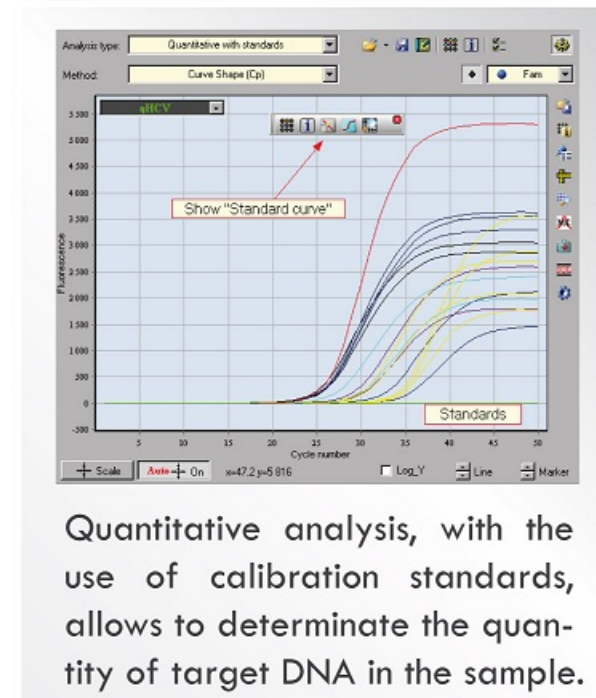 Analysis type: Quantitative with standards
Method: Curve Shape (Cp) Fam
qHCV
Show "Standard curve"
Fluorescence
5 500
5 000
4 500
4 000
3 500
3 000
2 500
2 000
1 500
1 000
500
0
-500
Standards
5 10 15 20 25 30 35 40 45 50
Cycle number
Scale Auto On x=47.2 y=5 816 Log_Y Line Marker
Quantitative analysis, with the
use of calibration standards,
allows to determinate the quan-
tity of target DNA in the sample.